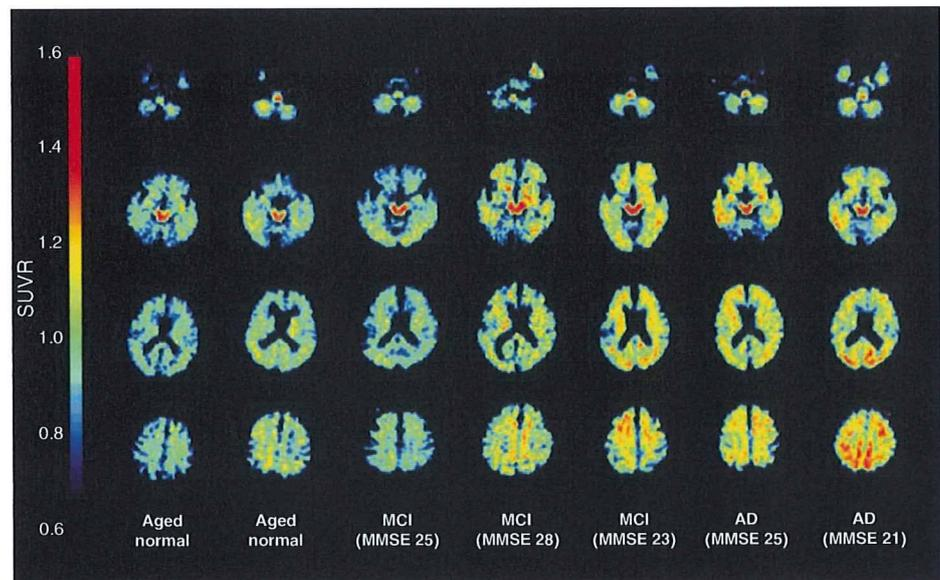 1.6
1.4
1.2
SUVR
1.0
0.8
0.6
Aged normal
Aged normal
MCI (MMSE 25)
MCI (MMSE 28)
MCI (MMSE 23)
AD (MMSE 25)
AD (MMSE 21)